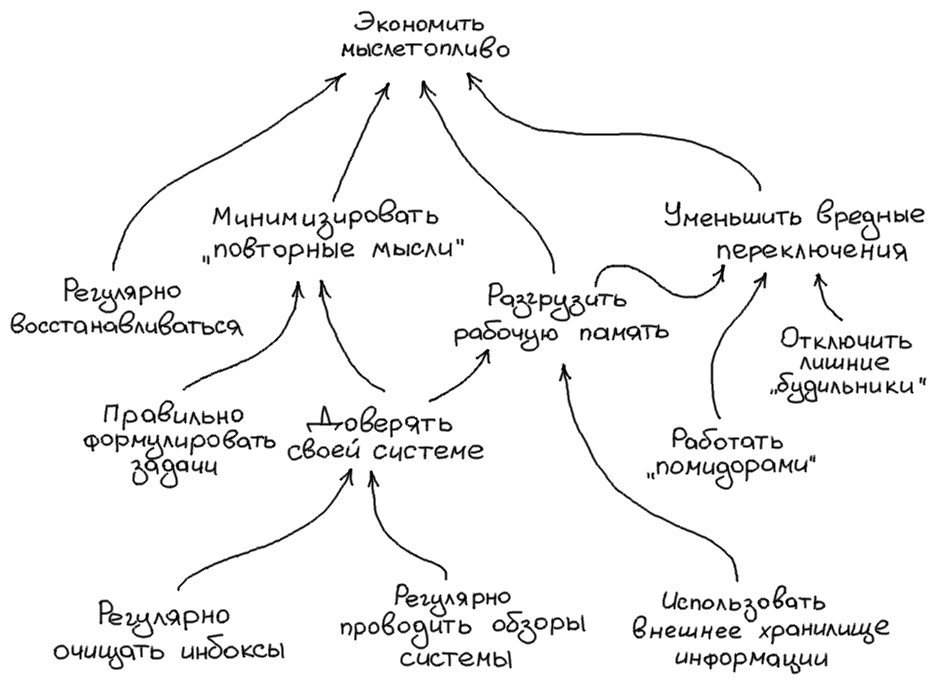 Экономить
мыслетопливо
Минимизировать
„повторные мысли"
Уменьшить вредные
переключения
Регулярно
восстанавливаться
Разгрузить
рабочую память
Отключить
лишние
„будильники"
Правильно
формулировать
задачи
Доверять
своей системе
Работать
„помидорами"
Регулярно
очищать инбоксы
Регулярно
проводить обзоры
системы
Использовать
внешнее хранилище
информации